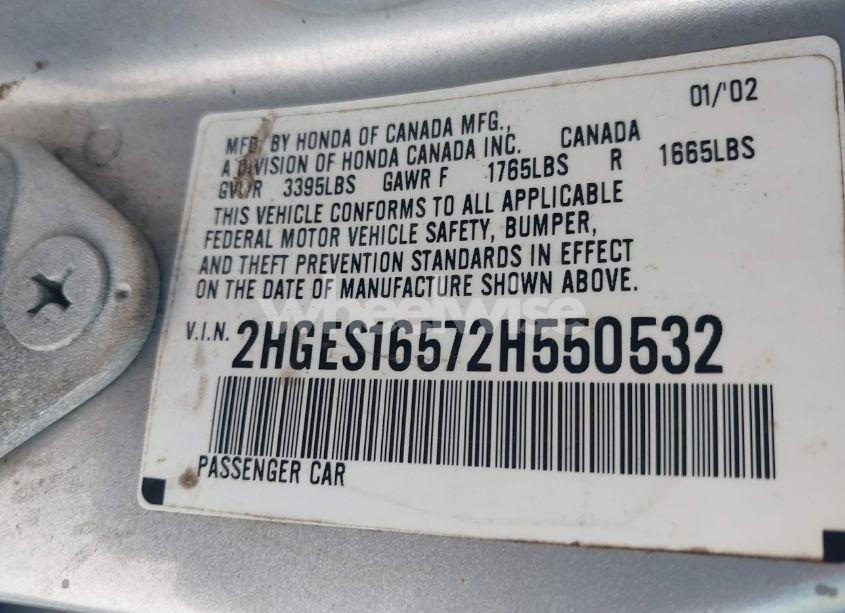 01/'02
MFD. BY HONDA OF CANADA MFG.,
A DIVISION OF HONDA CANADA INC. CANADA
GVWR 3395LBS GAWR F 1765LBS R 1665LBS
THIS VEHICLE CONFORMS TO ALL APPLICABLE
FEDERAL MOTOR VEHICLE SAFETY, BUMPER,
AND THEFT PREVENTION STANDARDS IN EFFECT
ON THE DATE OF MANUFACTURE SHOWN ABOVE.
wheelwise
V.I.N. 2HGES16572H550532
PASSENGER CAR